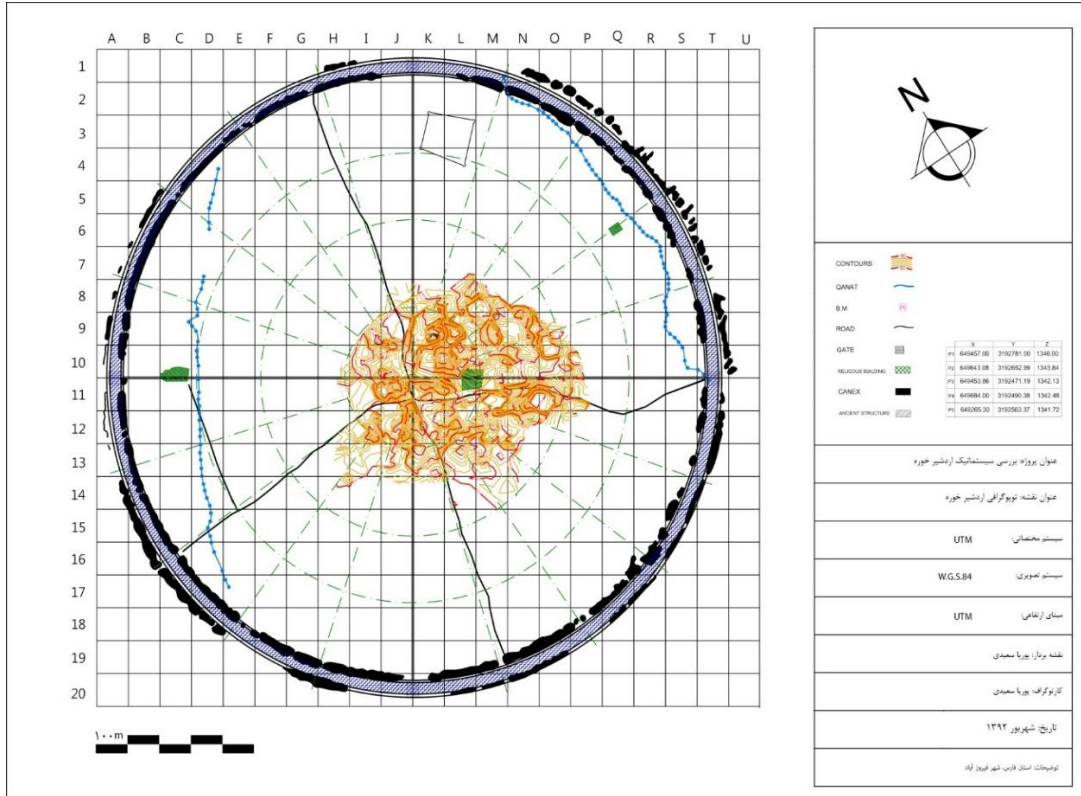 A B C D E F G H I J K L M N O P Q R S T U
1
2
3
4
5
6
7
8
9
10
11
12
13
14
15
16
17
18
19
20
۱۰۰m
N
CONTOURS
QANAT
B.M
ROAD
GATE
RELIGIOUS BUILDING
CANEX
ANCIENT STRUCTURE
X Y Z
P1 649457.00 3192781.00 1346.00
P2 649643.08 3192652.99 1343.84
P3 649453.86 3192471.19 1342.13
P4 649684.00 3192490.38 1342.48
P5 649265.30 3192563.37 1341.72
عنوان پروژه: بررسی سیستماتیک اردشیر خوره
عنوان نقشه: توپوگرافی اردشیر خوره
سیستم مختصاتی: UTM
سیستم تصویری: W.G.S.84
مبنای ارتفاعی: UTM
نقشه بردار: پوریا سعیدی
کارتوگراف: پوریا سعیدی
تاریخ: شهریور ۱۳۹۲
توضیحات: استان فارس، شهر فیروز آباد